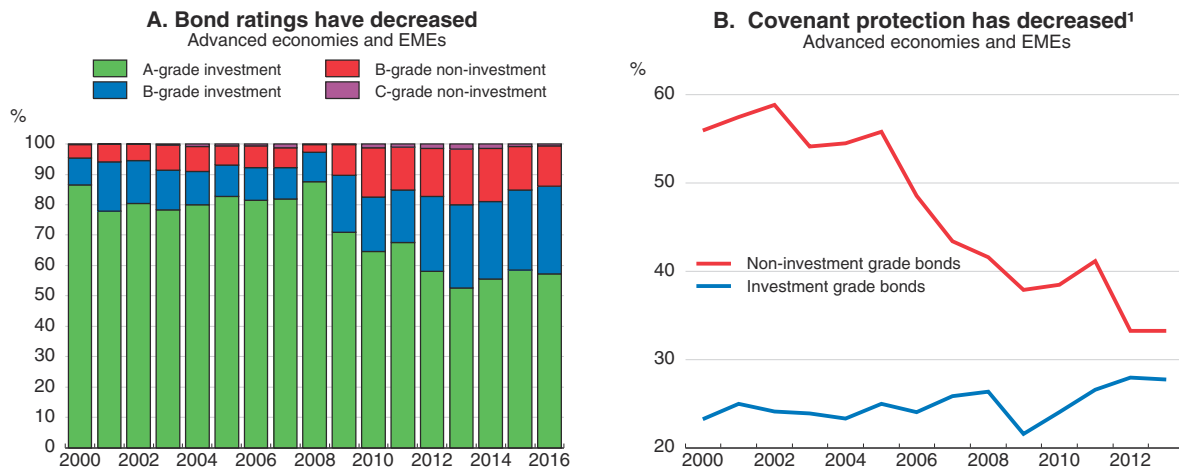 A. Bond ratings have decreased
Advanced economies and EMEs
A-grade investment
B-grade non-investment
B-grade investment
C-grade non-investment
%
100
90
80
70
60
50
40
30
20
10
0
2000 2002 2004 2006 2008 2010 2012 2014 2016
B. Covenant protection has decreased¹
Advanced economies and EMEs
%
60
50
40
30
20
Non-investment grade bonds
Investment grade bonds
2000 2002 2004 2006 2008 2010 2012